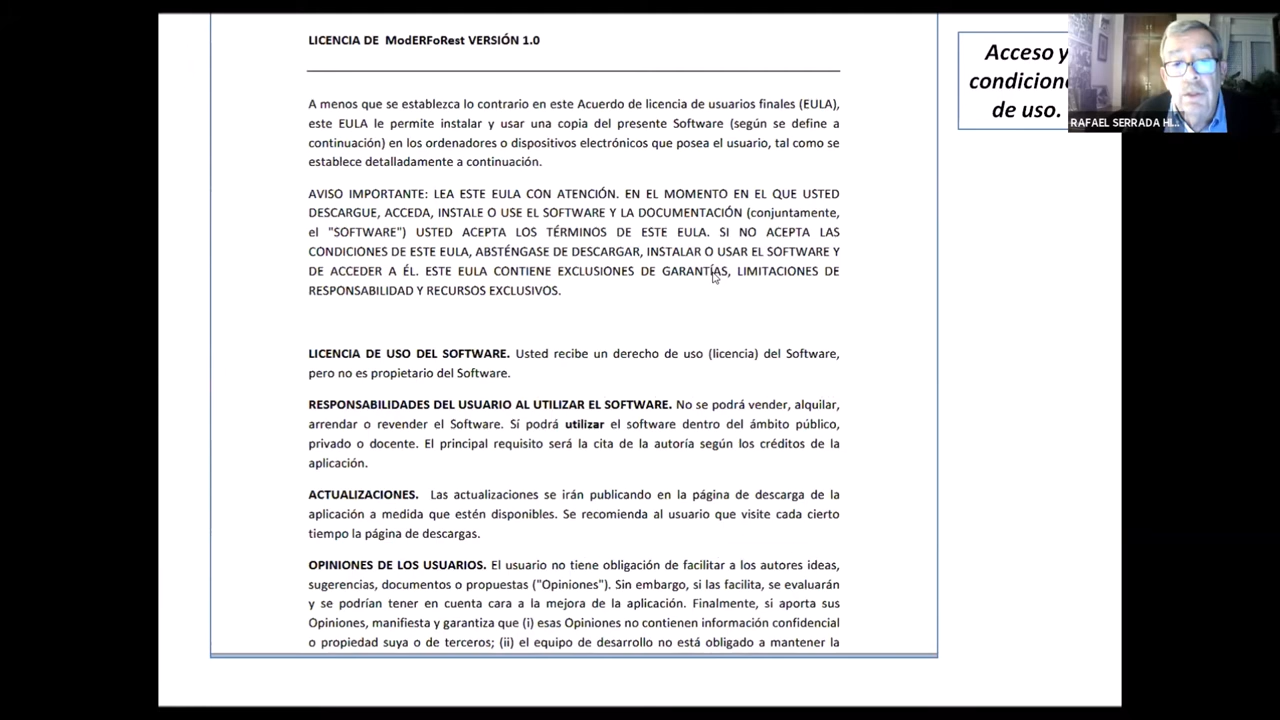 LICENCIA DE ModERFoRest VERSIÓN 1.0
A menos que se establezca lo contrario en este Acuerdo de licencia de usuarios finales (EULA),
este EULA le permite instalar y usar una copia del presente Software (según se define a
continuación) en los ordenadores o dispositivos electrónicos que posea el usuario, tal como se
establece detalladamente a continuación.
AVISO IMPORTANTE: LEA ESTE EULA CON ATENCIÓN. EN EL MOMENTO EN EL QUE USTED
DESCARGUE, ACCEDA, INSTALE O USE EL SOFTWARE Y LA DOCUMENTACIÓN (conjuntamente,
el "SOFTWARE") USTED ACEPTA LOS TÉRMINOS DE ESTE EULA. SI NO ACEPTA LAS
CONDICIONES DE ESTE EULA, ABSTÉNGASE DE DESCARGAR, INSTALAR O USAR EL SOFTWARE Y
DE ACCEDER A ÉL. ESTE EULA CONTIENE EXCLUSIONES DE GARANTÍAS, LIMITACIONES DE
RESPONSABILIDAD Y RECURSOS EXCLUSIVOS.
LICENCIA DE USO DEL SOFTWARE. Usted recibe un derecho de uso (licencia) del Software,
pero no es propietario del Software.
RESPONSABILIDADES DEL USUARIO AL UTILIZAR EL SOFTWARE. No se podrá vender, alquilar,
arrendar o revender el Software. Sí podrá utilizar el software dentro del ámbito público,
privado o docente. El principal requisito será la cita de la autoría según los créditos de la
aplicación.
ACTUALIZACIONES. Las actualizaciones se irán publicando en la página de descarga de la
aplicación a medida que estén disponibles. Se recomienda al usuario que visite cada cierto
tiempo la página de descargas.
OPINIONES DE LOS USUARIOS. El usuario no tiene obligación de facilitar a los autores ideas,
sugerencias, documentos o propuestas ("Opiniones"). Sin embargo, si las facilita, se evaluarán
y se podrían tener en cuenta cara a la mejora de la aplicación. Finalmente, si aporta sus
Opiniones, manifiesta y garantiza que (i) esas Opiniones no contienen información confidencial
o propiedad suya o de terceros; (ii) el equipo de desarrollo no está obligado a mantener la
Acceso y
condicione
de uso.
RAFAEL SERRADA HI...